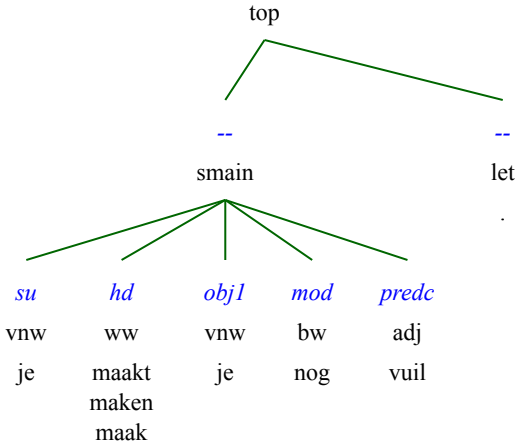 top
-- --
smain let
.
su hd obj1 mod predc
vnw ww vnw bw adj
je maakt je nog vuil
maken
maak